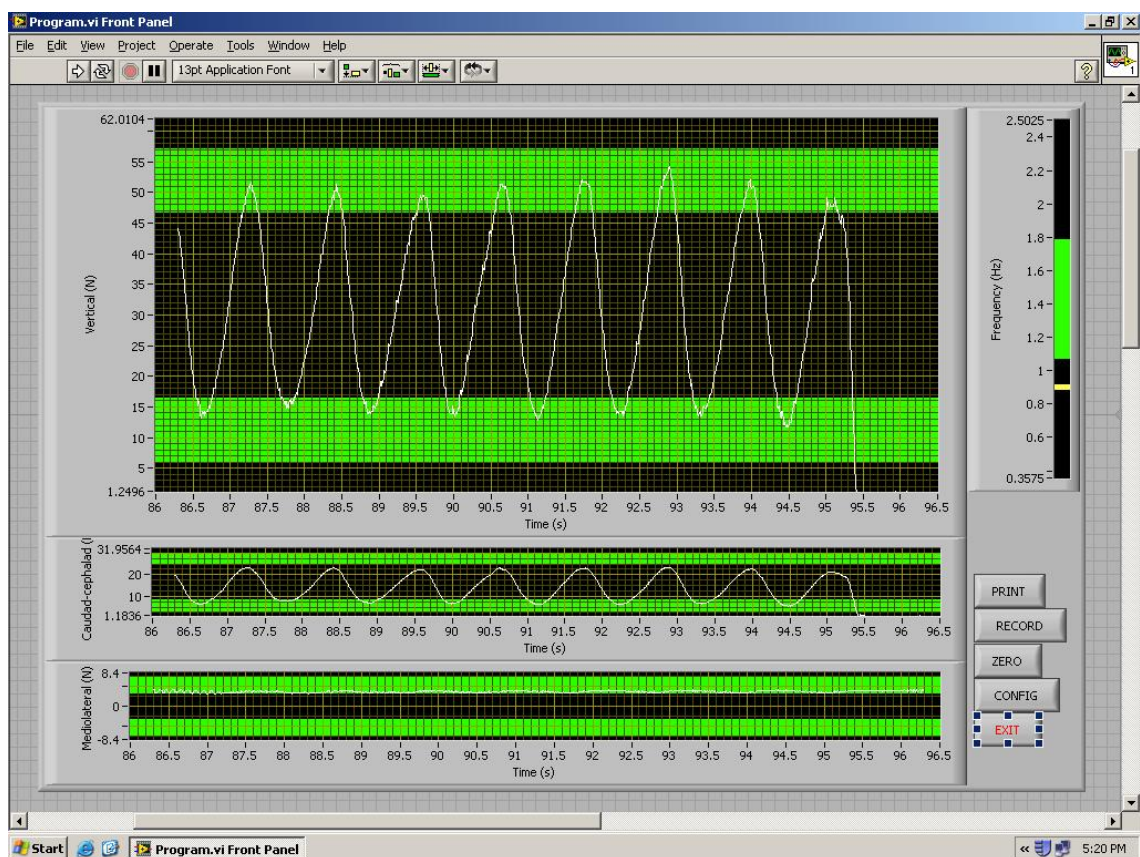 Program.vi Front Panel
File Edit View Project Operate Tools Window Help
13pt Application Font
1
62.0104
55
50
45
40
35
30
25
20
15
10
5
1.2496
Vertical (N)
86 86.5 87 87.5 88 88.5 89 89.5 90 90.5 91 91.5 92 92.5 93 93.5 94 94.5 95 95.5 96 96.5
Time (s)
2.5025
2.4
2.2
2
1.8
1.6
1.4
1.2
1
0.8
0.6
0.3575
Frequency (Hz)
31.9564
20
10
1.1836
Caudad-cephalad (
86 86.5 87 87.5 88 88.5 89 89.5 90 90.5 91 91.5 92 92.5 93 93.5 94 94.5 95 95.5 96 96.5
Time (s)
8.4
0
-8.4
Mediolateral (N)
86 86.5 87 87.5 88 88.5 89 89.5 90 90.5 91 91.5 92 92.5 93 93.5 94 94.5 95 95.5 96 96.5
Time (s)
PRINT
RECORD
ZERO
CONFIG
EXIT
Start Program.vi Front Panel 5:20 PM